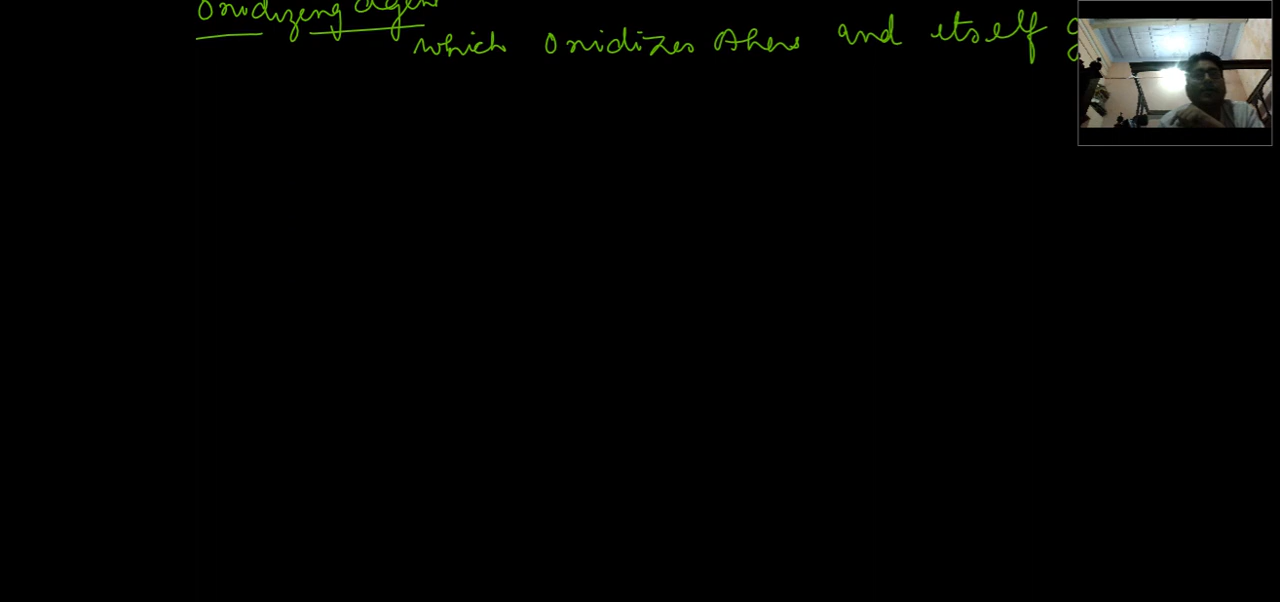 Oxidizing agent
which oxidizes others and itself g